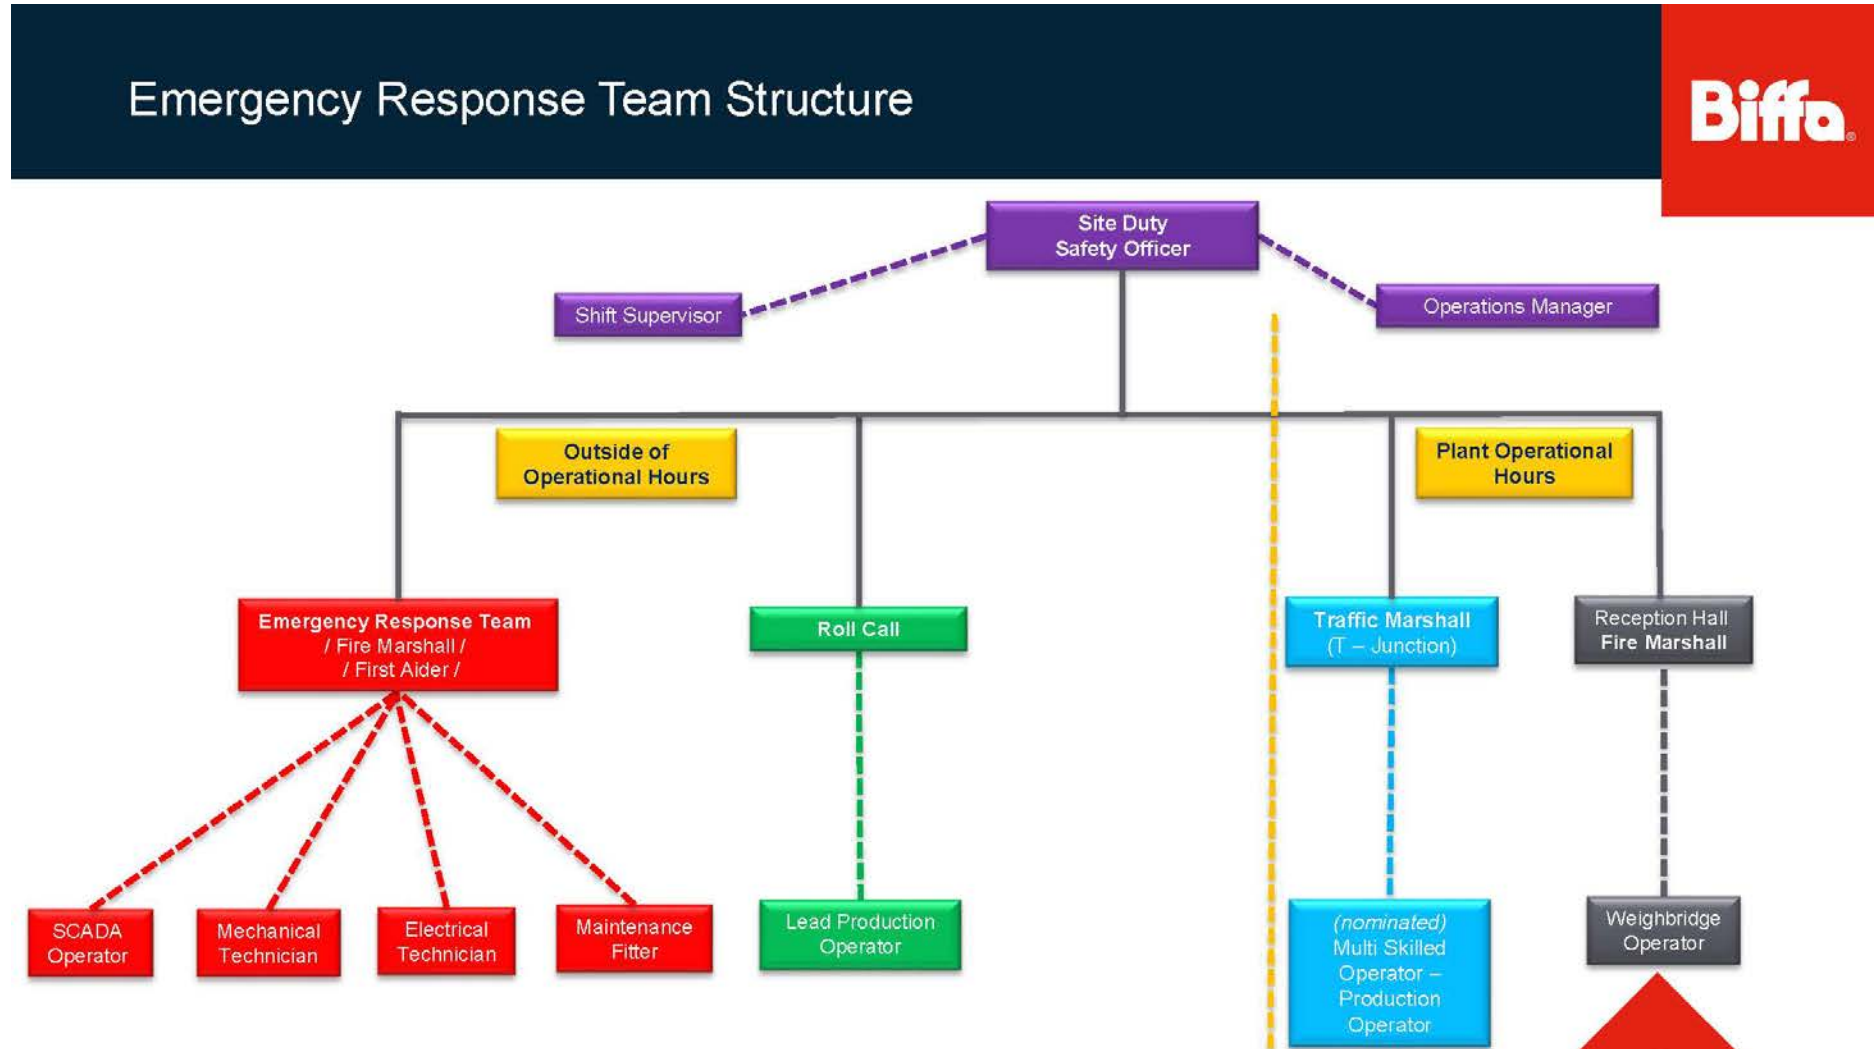 Emergency Response Team Structure
Biffa®
Site Duty
Safety Officer
Shift Supervisor
Operations Manager
Outside of
Operational Hours
Plant Operational
Hours
Emergency Response Team
/ Fire Marshall /
/ First Aider /
Roll Call
Traffic Marshall
(T – Junction)
Reception Hall
Fire Marshall
SCADA
Operator
Mechanical
Technician
Electrical
Technician
Maintenance
Fitter
Lead Production
Operator
(nominated)
Multi Skilled
Operator –
Production
Operator
Weighbridge
Operator